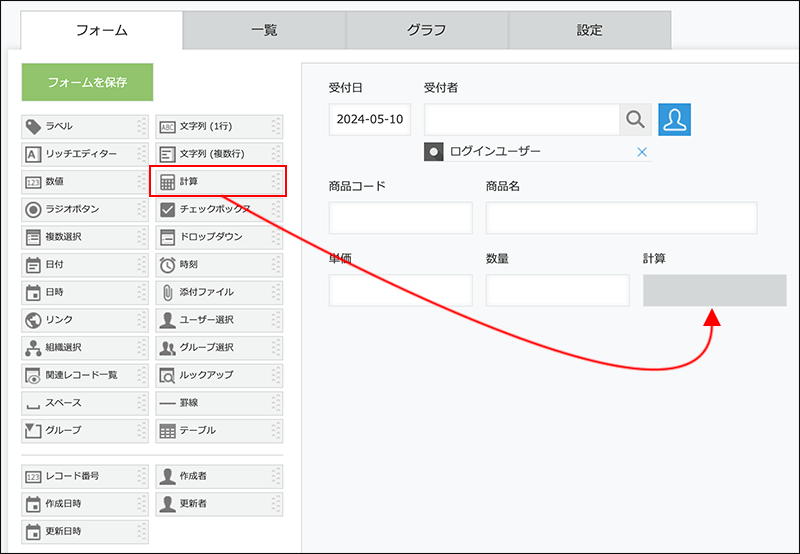 フォーム
一覧
グラフ
設定
フォームを保存
ラベル
ABC 文字列 (1行)
A リッチエディター
文字列 (複数行)
123 数値
計算
ラジオボタン
チェックボックス
複数選択
ドロップダウン
日付
時刻
日時
添付ファイル
リンク
ユーザー選択
組織選択
グループ選択
関連レコード一覧
ルックアップ
スペース
罫線
グループ
テーブル
123 レコード番号
作成者
作成日時
更新者
更新日時
受付日
受付者
2024-05-10
ログインユーザー
商品コード
商品名
単価
数量
計算